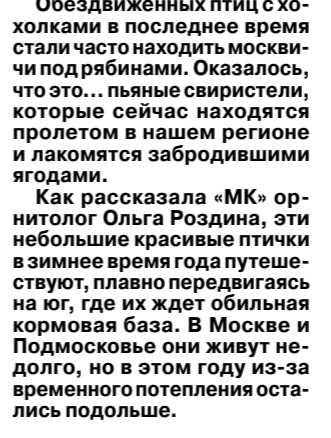 Обездвиженных птиц с хо-
холками в последнее время
стали часто находить москви-
чи под рябинами. Оказалось,
что это... пьяные свиристели,
которые сейчас находятся
пролетом в нашем регионе
и лакомятся забродившими
ягодами.
Как рассказала «МК» ор-
нитолог Ольга Роздина, эти
небольшие красивые птички
в зимнее время года путеше-
ствуют, плавно передвигаясь
на юг, где их ждет обильная
кормовая база. В Москве и
Подмосковье они живут не-
долго, но в этом году из-за
временного потепления оста-
лись подольше.